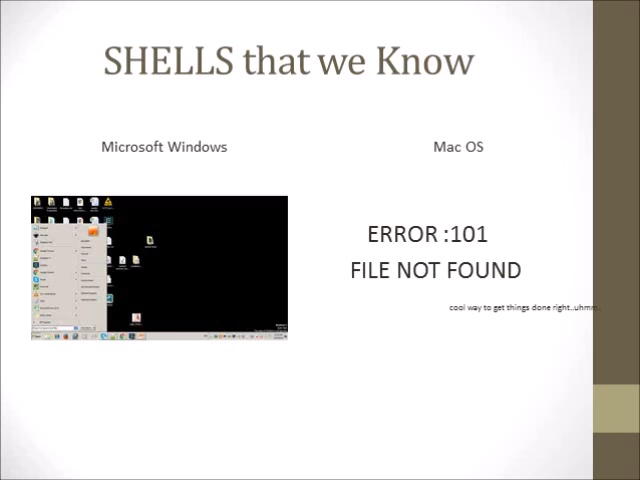 SHELLS that we Know
Microsoft Windows
Mac OS
ERROR :101
FILE NOT FOUND
cool way to get things done right..uhmm..